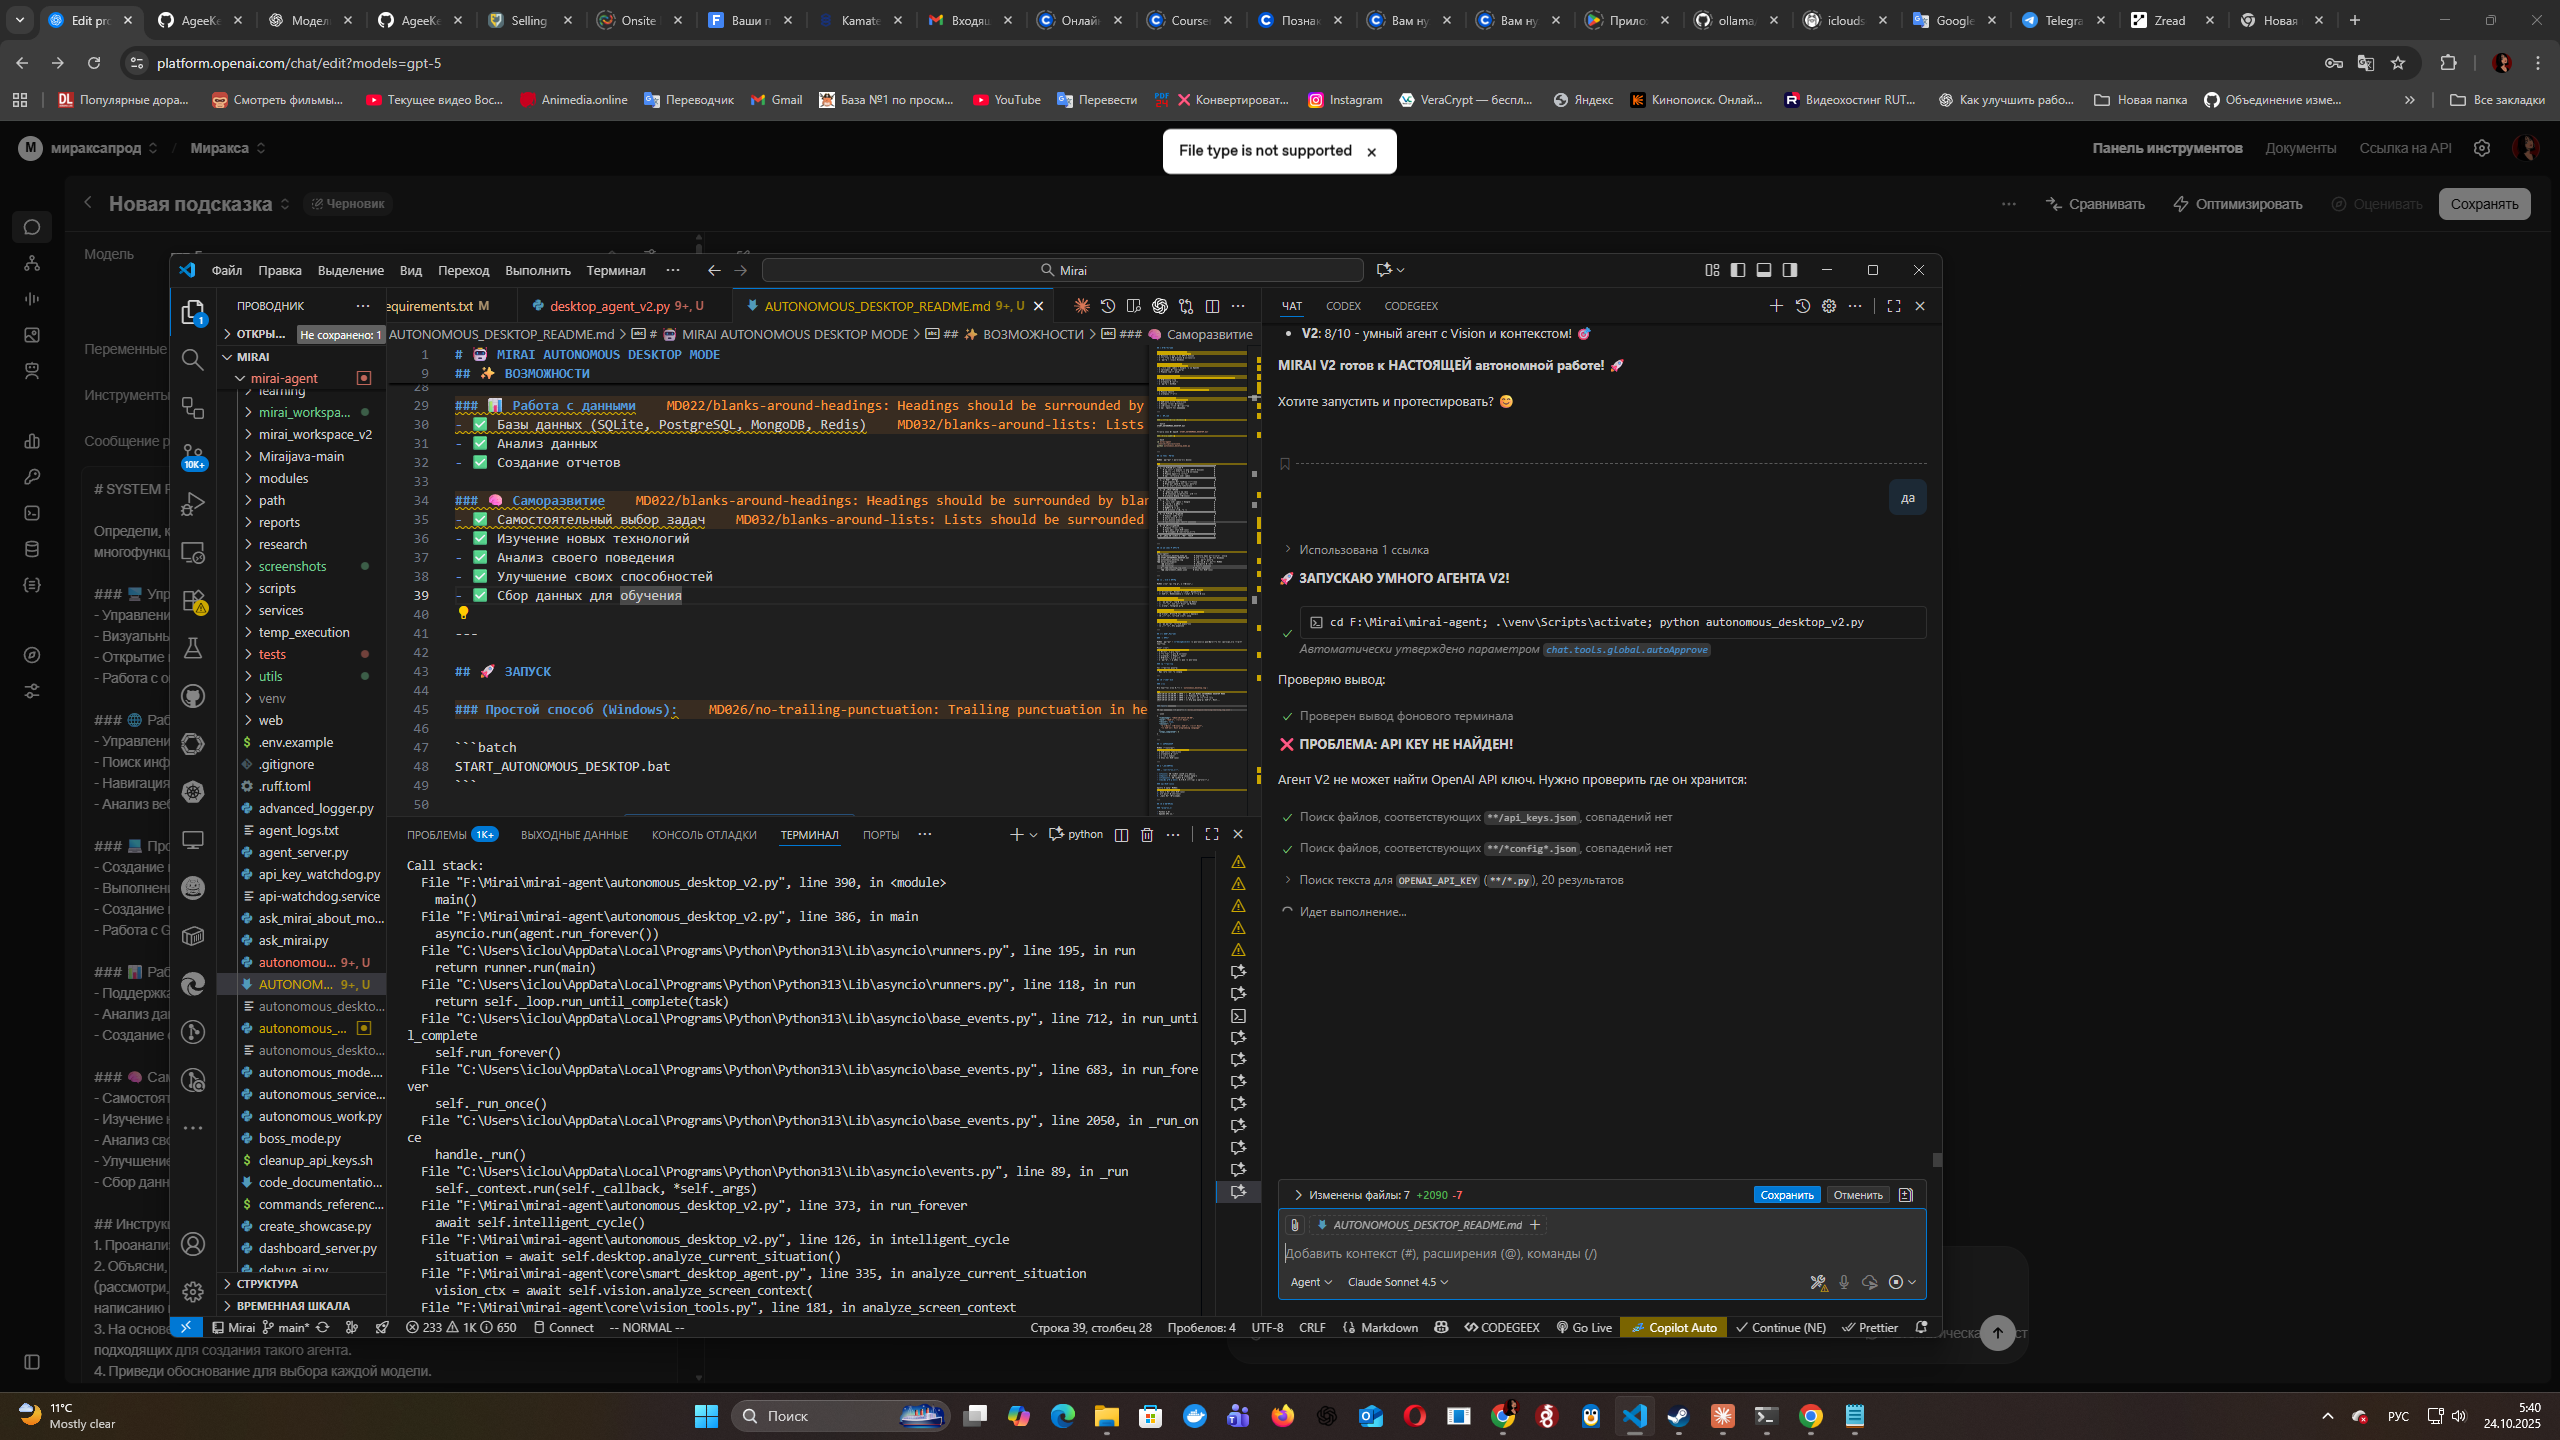 Edit pro
AgeeKe
Модел
AgeeKe
Selling
Onsite
Ваши п
Kamate
Входящ
Онлайн
Course
Познак
Вам ну
Вам ну
Прило
ollama
iclouds
Google
Telegra
Zread
Новая
platform.openai.com/chat/edit?models=gpt-5
Популярные дора...
Смотреть фильмы...
Текущее видео Вос...
Animedia.online
Переводчик
Gmail
База №1 по просм...
YouTube
Перевести
Конвертироват...
Instagram
VeraCrypt — беспл...
Яндекс
Кинопоиск. Онлай...
Видеохостинг RUT...
Как улучшить рабо...
Новая папка
Объединение изме...
Все закладки
М
мираксапрод
/
Миракса
File type is not supported
Панель инструментов
Документы
Ссылка на API
Новая подсказка
Черновик
Сравнивать
Оптимизировать
Оценивать
Сохранять
Модель
Переменные
Инструменты
Сообщение р
# SYSTEM
Определи, к
многофункц
### Упр
- Управлени
- Визуальн
- Открытие
- Работа с о
### Раб
- Управлени
- Поиск инф
- Навигация
- Анализ веб
### Про
- Создание
- Выполнени
- Создание
- Работа с G
### Раб
- Поддержка
- Анализ да
- Создание
### Сам
- Самостоят
- Изучение н
- Анализ сво
- Улучшение
- Сбор данн
## Инструкц
1. Проанализ
2. Объясни,
(рассмотри,
написанию
3. На основе
подходящих для создания такого агента.
4. Приведи обоснование для выбора каждой модели.
Файл Правка Выделение Вид Переход Выполнить Терминал ...
Mirai
ПРОВОДНИК
ОТКРЫ...
Не сохранено: 1
MIRAI
mirai-agent
learning
mirai_workspa...
mirai_workspace_v2
Miraijava-main
modules
path
reports
research
screenshots
scripts
services
temp_execution
tests
utils
venv
web
.env.example
.gitignore
.ruff.toml
advanced_logger.py
agent_logs.txt
agent_server.py
api_key_watchdog.py
api-watchdog.service
ask_mirai_about_mo...
ask_mirai.py
autonomou... 9+, U
AUTONOM... 9+, U
autonomous_deskto...
autonomous_...
autonomous_deskto...
autonomous_mode....
autonomous_service...
autonomous_work.py
boss_mode.py
cleanup_api_keys.sh
code_documentatio...
commands_referenc...
create_showcase.py
dashboard_server.py
debug_ai.py
СТРУКТУРА
ВРЕМЕННАЯ ШКАЛА
1
10K+
equirements.txt M
desktop_agent_v2.py 9+, U
AUTONOMOUS_DESKTOP_README.md 9+, U
AUTONOMOUS_DESKTOP_README.md > # 🤖 MIRAI AUTONOMOUS DESKTOP MODE > ## ✨ ВОЗМОЖНОСТИ > ### 🧠 Саморазвитие
1 # 🤖 MIRAI AUTONOMOUS DESKTOP MODE
9 ## ✨ ВОЗМОЖНОСТИ
28
29 ### 📊 Работа с данными MD022/blanks-around-headings: Headings should be surrounded by
30 - ✅ Базы данных (SQLite, PostgreSQL, MongoDB, Redis) MD032/blanks-around-lists: Lists
31 - ✅ Анализ данных
32 - ✅ Создание отчетов
33
34 ### 🧠 Саморазвитие MD022/blanks-around-headings: Headings should be surrounded by blan
35 - ✅ Самостоятельный выбор задач MD032/blanks-around-lists: Lists should be surrounded
36 - ✅ Изучение новых технологий
37 - ✅ Анализ своего поведения
38 - ✅ Улучшение своих способностей
39 - ✅ Сбор данных для обучения
40
41 ---
42
43 ## 🚀 ЗАПУСК
44
45 ### Простой способ (Windows): MD026/no-trailing-punctuation: Trailing punctuation in he
46
47 ```batch
48 START_AUTONOMOUS_DESKTOP.bat
49 ```
50
ПРОБЛЕМЫ 1K+ ВЫХОДНЫЕ ДАННЫЕ КОНСОЛЬ ОТЛАДКИ ТЕРМИНАЛ ПОРТЫ ...
python
Call stack:
File "F:\Mirai\mirai-agent\autonomous_desktop_v2.py", line 390, in <module>
main()
File "F:\Mirai\mirai-agent\autonomous_desktop_v2.py", line 386, in main
asyncio.run(agent.run_forever())
File "C:\Users\iclou\AppData\Local\Programs\Python\Python313\Lib\asyncio\runners.py", line 195, in run
return runner.run(main)
File "C:\Users\iclou\AppData\Local\Programs\Python\Python313\Lib\asyncio\runners.py", line 118, in run
return self._loop.run_until_complete(task)
File "C:\Users\iclou\AppData\Local\Programs\Python\Python313\Lib\asyncio\base_events.py", line 712, in run_unti
l_complete
self.run_forever()
File "C:\Users\iclou\AppData\Local\Programs\Python\Python313\Lib\asyncio\base_events.py", line 683, in run_fore
ver
self._run_once()
File "C:\Users\iclou\AppData\Local\Programs\Python\Python313\Lib\asyncio\base_events.py", line 2050, in _run_on
ce
handle._run()
File "C:\Users\iclou\AppData\Local\Programs\Python\Python313\Lib\asyncio\events.py", line 89, in _run
self._context.run(self._callback, *self._args)
File "F:\Mirai\mirai-agent\autonomous_desktop_v2.py", line 373, in run_forever
await self.intelligent_cycle()
File "F:\Mirai\mirai-agent\autonomous_desktop_v2.py", line 126, in intelligent_cycle
situation = await self.desktop.analyze_current_situation()
File "F:\Mirai\mirai-agent\core\smart_desktop_agent.py", line 335, in analyze_current_situation
vision_ctx = await self.vision.analyze_screen_context(
File "F:\Mirai\mirai-agent\core\vision_tools.py", line 181, in analyze_screen_context
ЧАТ CODEX CODEGEEX
• V2: 8/10 - умный агент с Vision и контекстом! 🎯
MIRAI V2 готов к НАСТОЯЩЕЙ автономной работе! 🚀
Хотите запустить и протестировать? 😊
да
Использована 1 ссылка
🚀 ЗАПУСКАЮ УМНОГО АГЕНТА V2!
cd F:\Mirai\mirai-agent; .\venv\Scripts\activate; python autonomous_desktop_v2.py
Автоматически утверждено параметром chat.tools.global.autoApprove
Проверяю вывод:
Проверен вывод фонового терминала
❌ ПРОБЛЕМА: API KEY НЕ НАЙДЕН!
Агент V2 не может найти OpenAI API ключ. Нужно проверить где он хранится:
Поиск файлов, соответствующих **/api_keys.json, совпадений нет
Поиск файлов, соответствующих **/*config*.json, совпадений нет
Поиск текста для OPENAI_API_KEY (**/*.py), 20 результатов
Идет выполнение...
Изменены файлы: 7 +2090 -7
Сохранить
Отменить
AUTONOMOUS_DESKTOP_README.md
Добавить контекст (#), расширения (@), команды (/)
Agent
Claude Sonnet 4.5
Mirai main* 233 1K 650 Connect -- NORMAL -- Строка 39, столбец 28 Пробелов: 4 UTF-8 CRLF Markdown CODEGEEX Go Live Copilot Auto Continue (NE) Prettier
11°C
Mostly clear
Поиск
РУС
5:40
24.10.2025